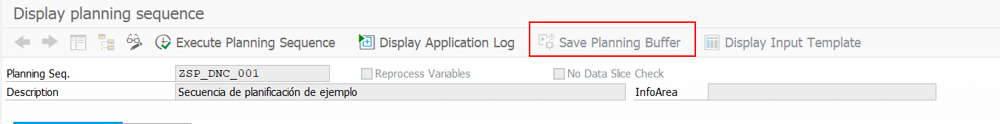 Display planning sequence
Execute Planning Sequence Display Application Log Save Planning Buffer Display Input Template
Planning Seq. ZSP_DNC_001 Reprocess Variables No Data Slice Check
Description Secuencia de planificación de ejemplo InfoArea